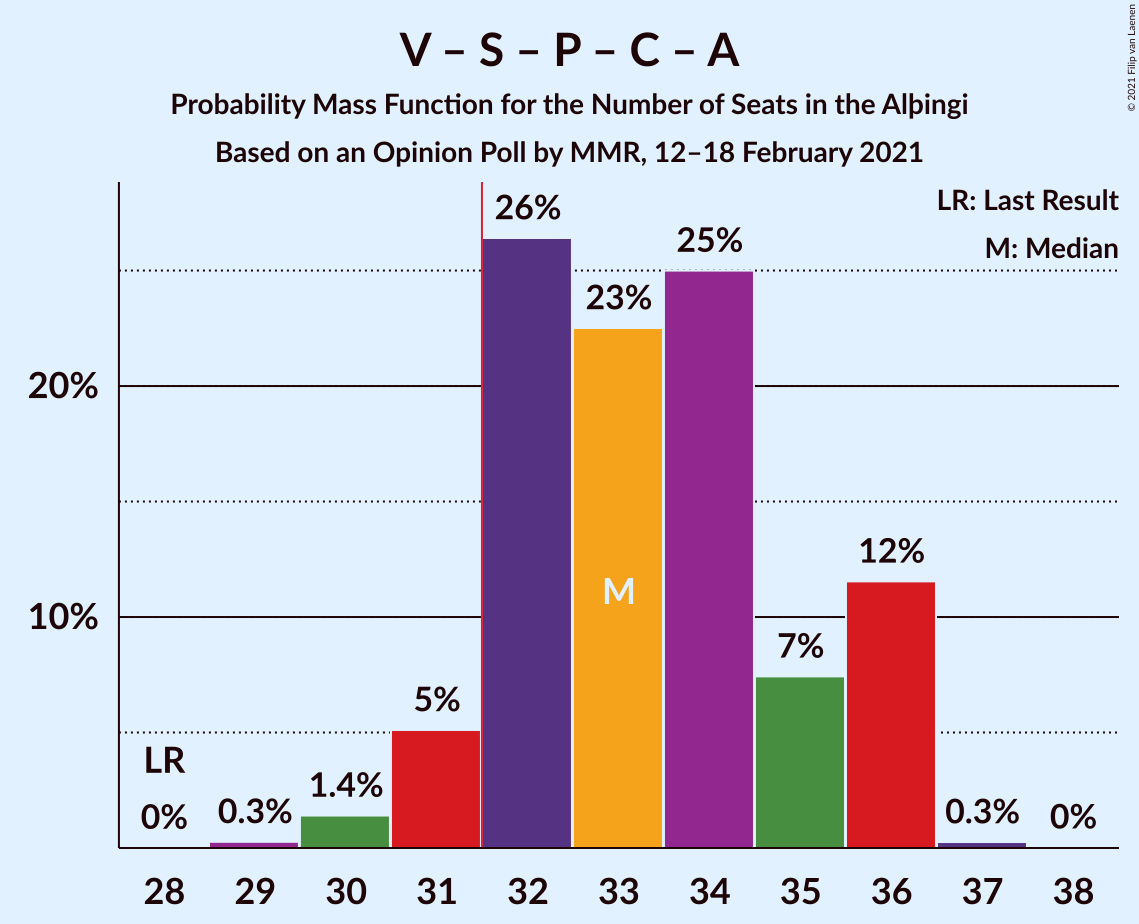 V – S – P – C – A
Probability Mass Function for the Number of Seats in the Alþingi
Based on an Opinion Poll by MMR, 12–18 February 2021
© 2021 Filip van Laenen
LR: Last Result
M: Median
20%
10%
LR
0%
0.3%
1.4%
5%
26%
23%
M
25%
7%
12%
0.3%
0%
28 29 30 31 32 33 34 35 36 37 38